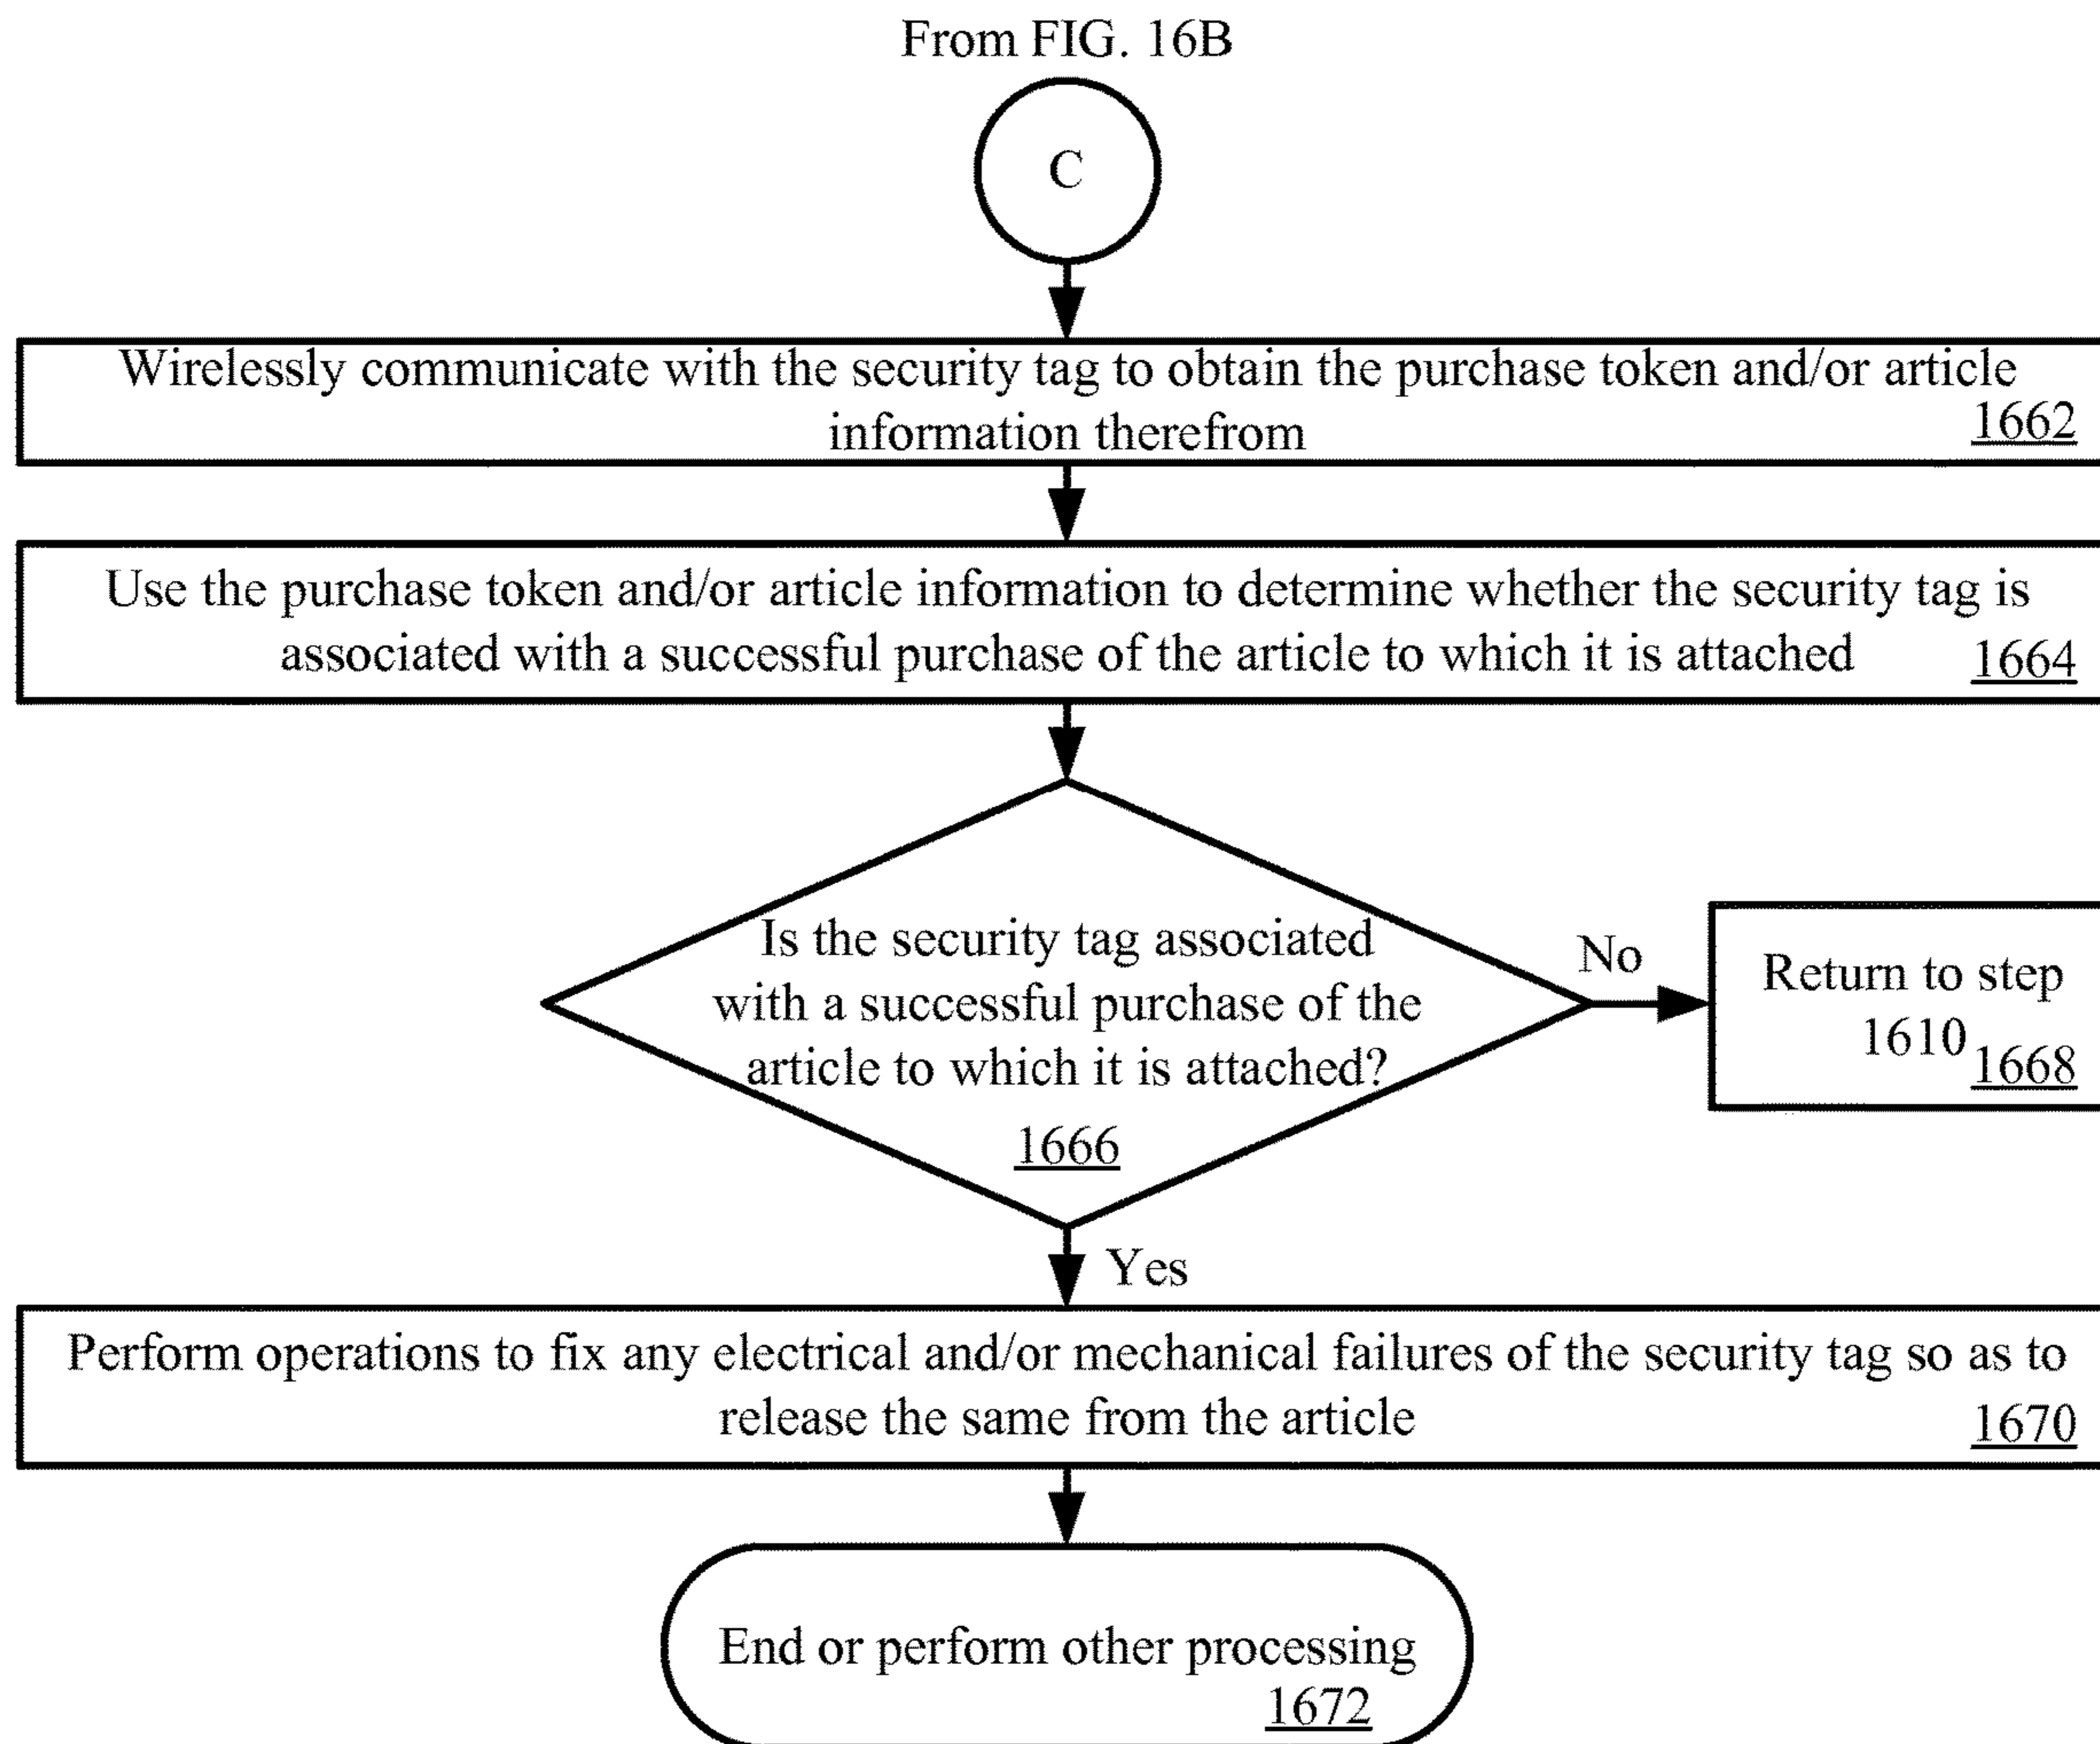 From FIG. 16B
C
Wirelessly communicate with the security tag to obtain the purchase token and/or article
information therefrom 1662
Use the purchase token and/or article information to determine whether the security tag is
associated with a successful purchase of the article to which it is attached 1664
Is the security tag associated
with a successful purchase of the
article to which it is attached?
1666
No
Return to step
1610 1668
Yes
Perform operations to fix any electrical and/or mechanical failures of the security tag so as to
release the same from the article 1670
End or perform other processing
1672